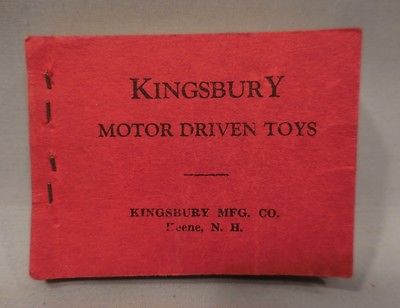 KINGSBURY
MOTOR DRIVEN TOYS
KINGSBURY MFG. CO.
Keene, N. H.